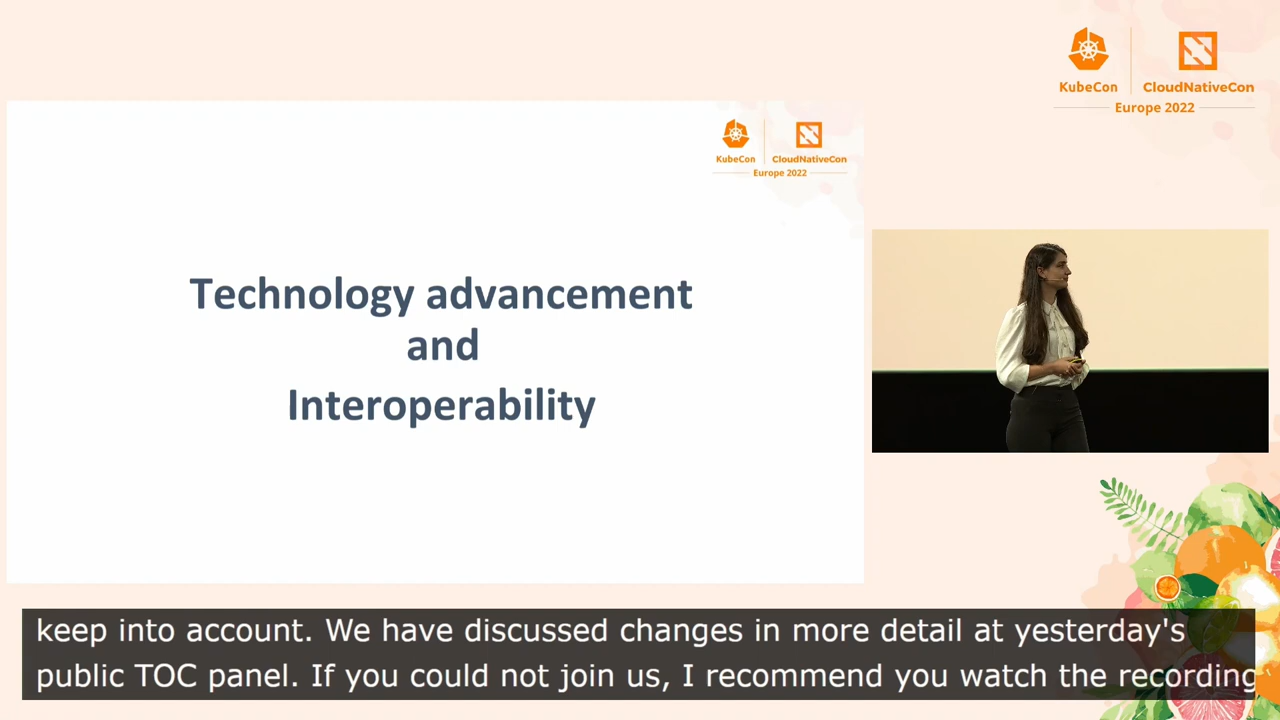 KubeCon
CloudNativeCon
Europe 2022
KubeCon
CloudNativeCon
Europe 2022
Technology advancement
and
Interoperability
keep into account. We have discussed changes in more detail at yesterday's
public TOC panel. If you could not join us, I recommend you watch the recording